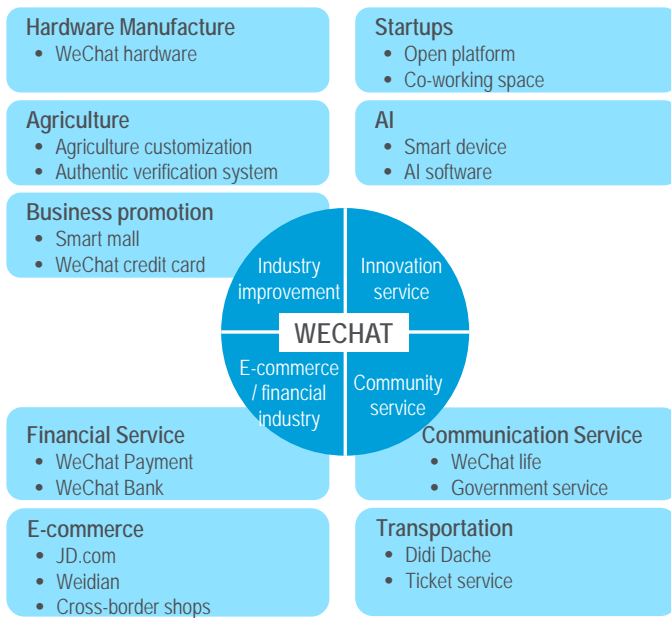 Hardware Manufacture
• WeChat hardware
Agriculture
• Agriculture customization
• Authentic verification system
Business promotion
• Smart mall
• WeChat credit card
Startups
• Open platform
• Co-working space
AI
• Smart device
• AI software
Industry
improvement
Innovation
service
WECHAT
E-commerce
/ financial
industry
Community
service
Financial Service
• WeChat Payment
• WeChat Bank
E-commerce
• JD.com
• Weidian
• Cross-border shops
Communication Service
• WeChat life
• Government service
Transportation
• Didi Dache
• Ticket service